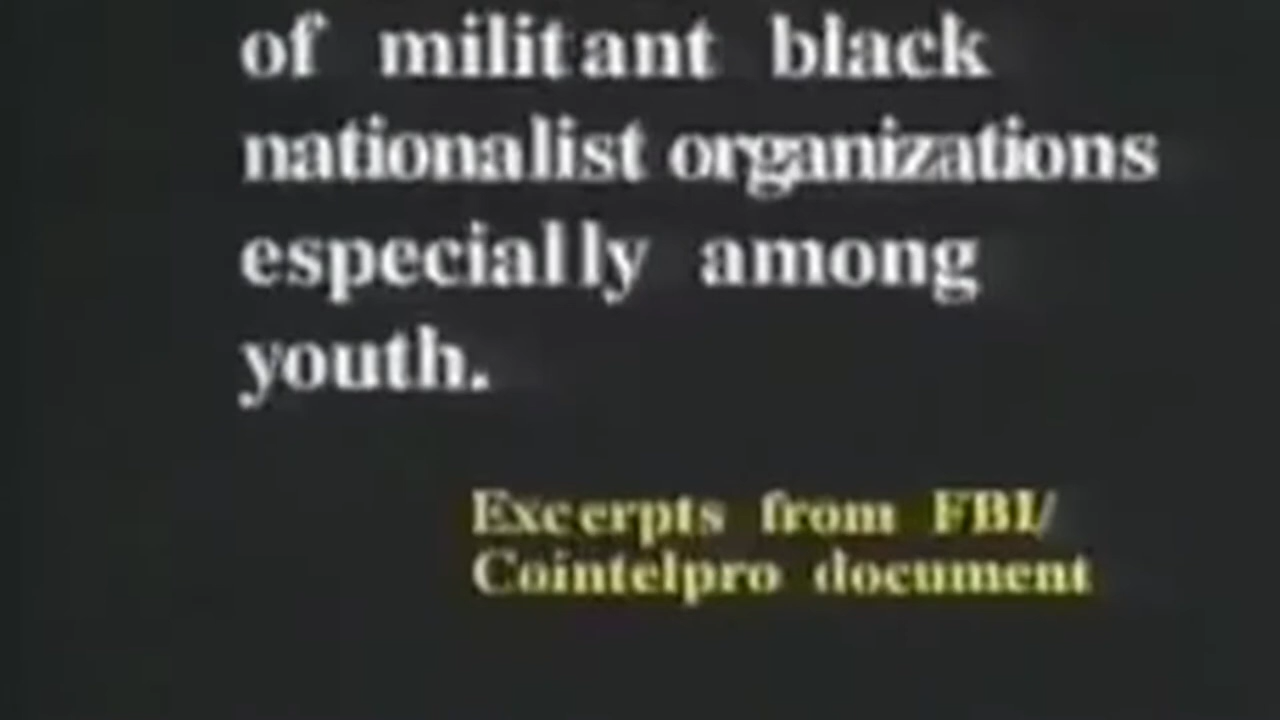 of militant black
nationalist organizations
especially among
youth.
Excerpts from FBI/
Cointelpro document